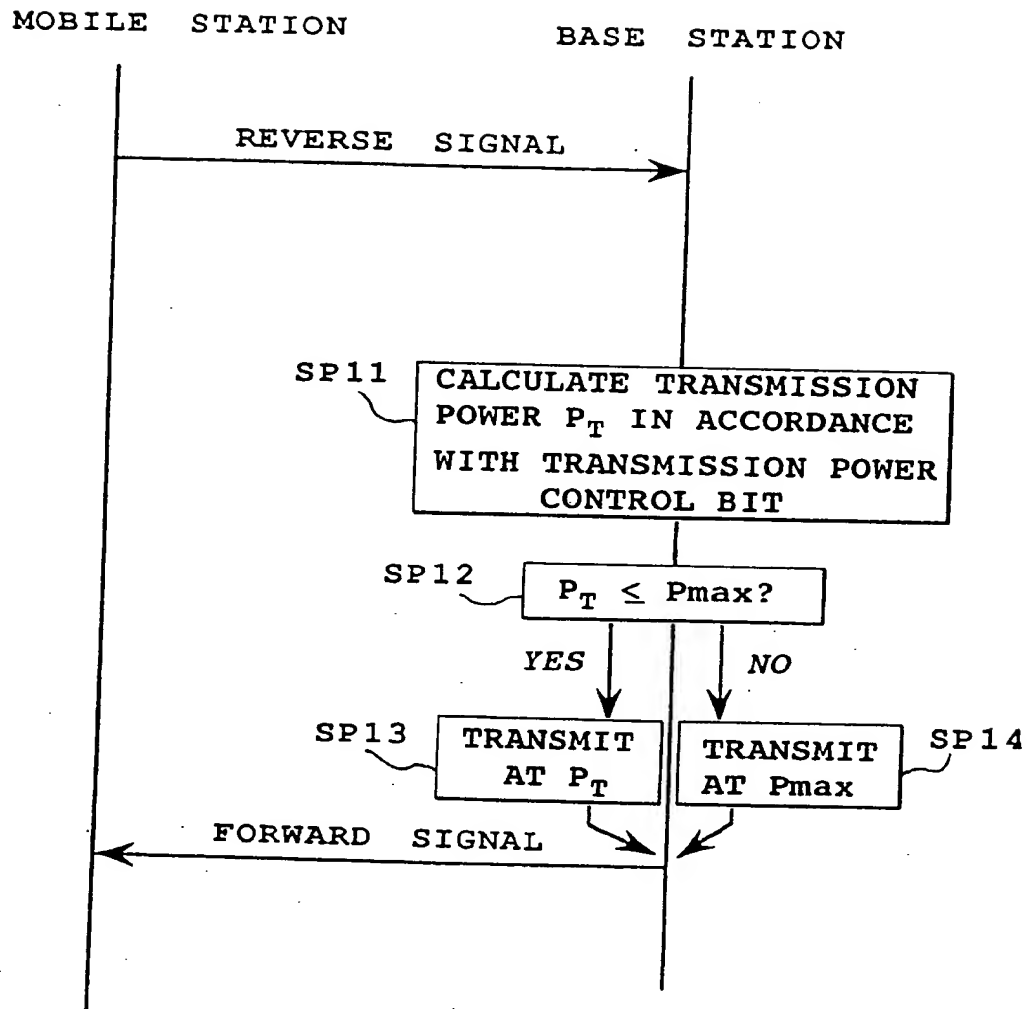 MOBILE STATION
BASE STATION
REVERSE SIGNAL
SP11
CALCULATE TRANSMISSION
POWER P_T IN ACCORDANCE
WITH TRANSMISSION POWER
CONTROL BIT
SP12
P_T ≤ Pmax?
YES
NO
SP13
TRANSMIT
AT P_T
TRANSMIT
AT Pmax
SP14
FORWARD SIGNAL